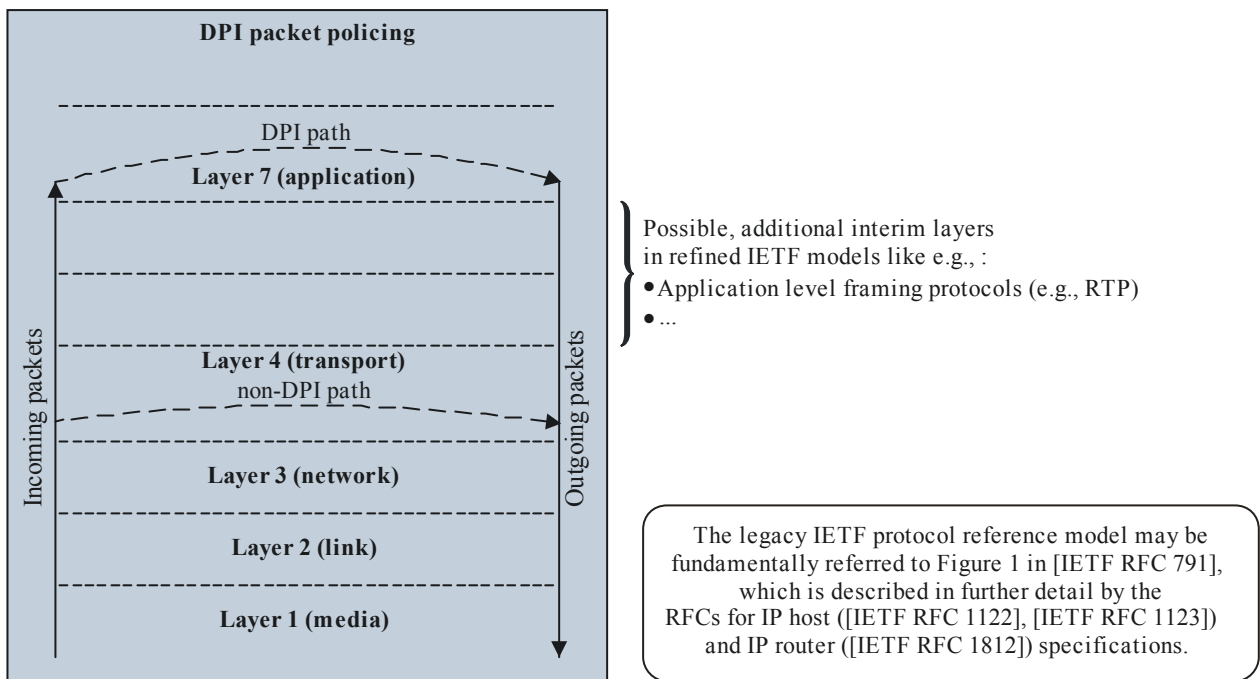 DPI packet policing
DPI path
Layer 7 (application)
Possible, additional interim layers
in refined IETF models like e.g., :
• Application level framing protocols (e.g., RTP)
• ...
Layer 4 (transport)
non-DPI path
Incoming packets
Outgoing packets
Layer 3 (network)
Layer 2 (link)
Layer 1 (media)
The legacy IETF protocol reference model may be
fundamentally referred to Figure 1 in [IETF RFC 791],
which is described in further detail by the
RFCs for IP host ([IETF RFC 1122], [IETF RFC 1123])
and IP router ([IETF RFC 1812]) specifications.